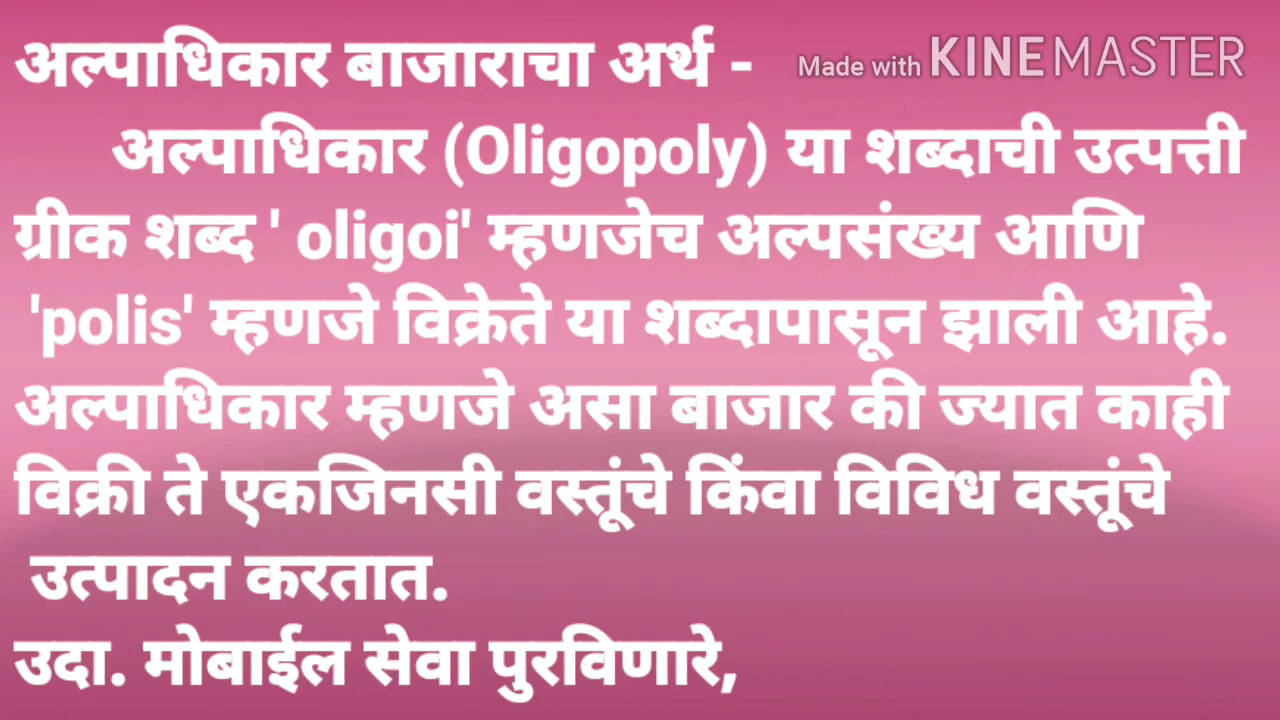 अल्पाधिकार बाजाराचा अर्थ -
Made with KINEMASTER
अल्पाधिकार (Oligopoly) या शब्दाची उत्पत्ती
ग्रीक शब्द ' oligoi' म्हणजेच अल्पसंख्य आणि
'polis' म्हणजे विक्रेते या शब्दापासून झाली आहे.
अल्पाधिकार म्हणजे असा बाजार की ज्यात काही
विक्री ते एकजिनसी वस्तूंचे किंवा विविध वस्तूंचे
उत्पादन करतात.
उदा. मोबाईल सेवा पुरविणारे,